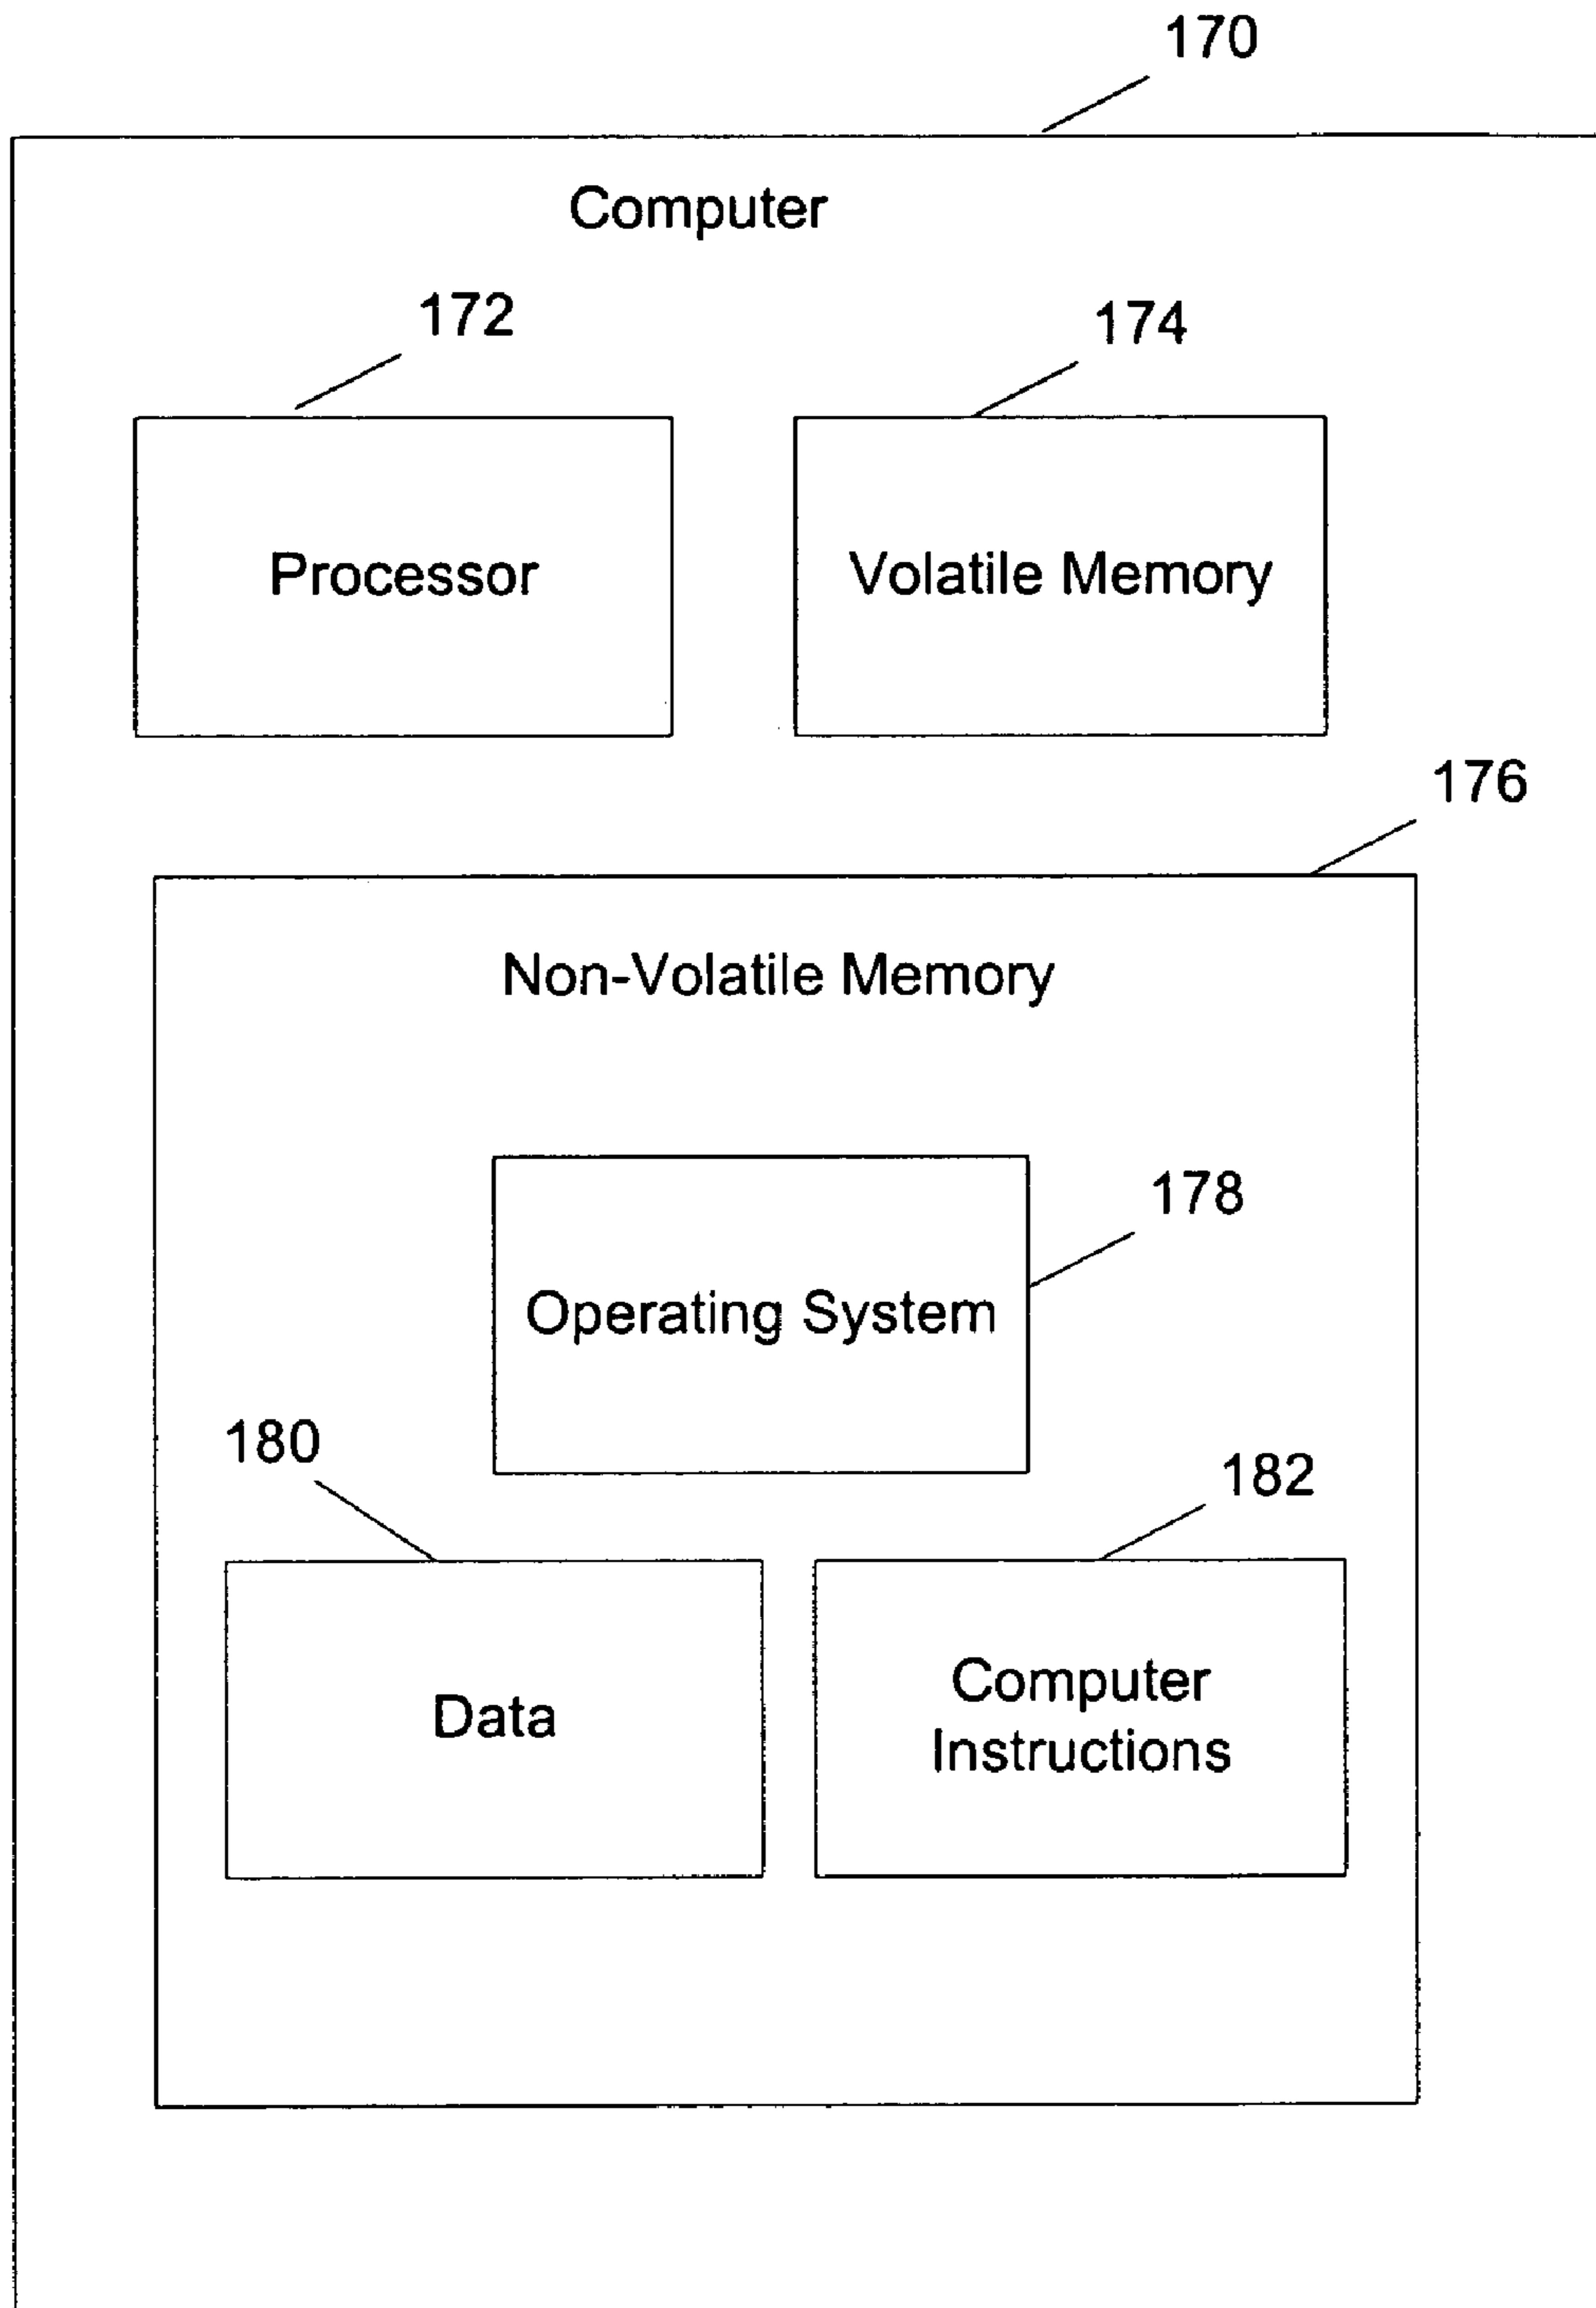 170
Computer
172
174
Processor
Volatile Memory
176
Non-Volatile Memory
178
Operating System
180
182
Data
Computer
Instructions